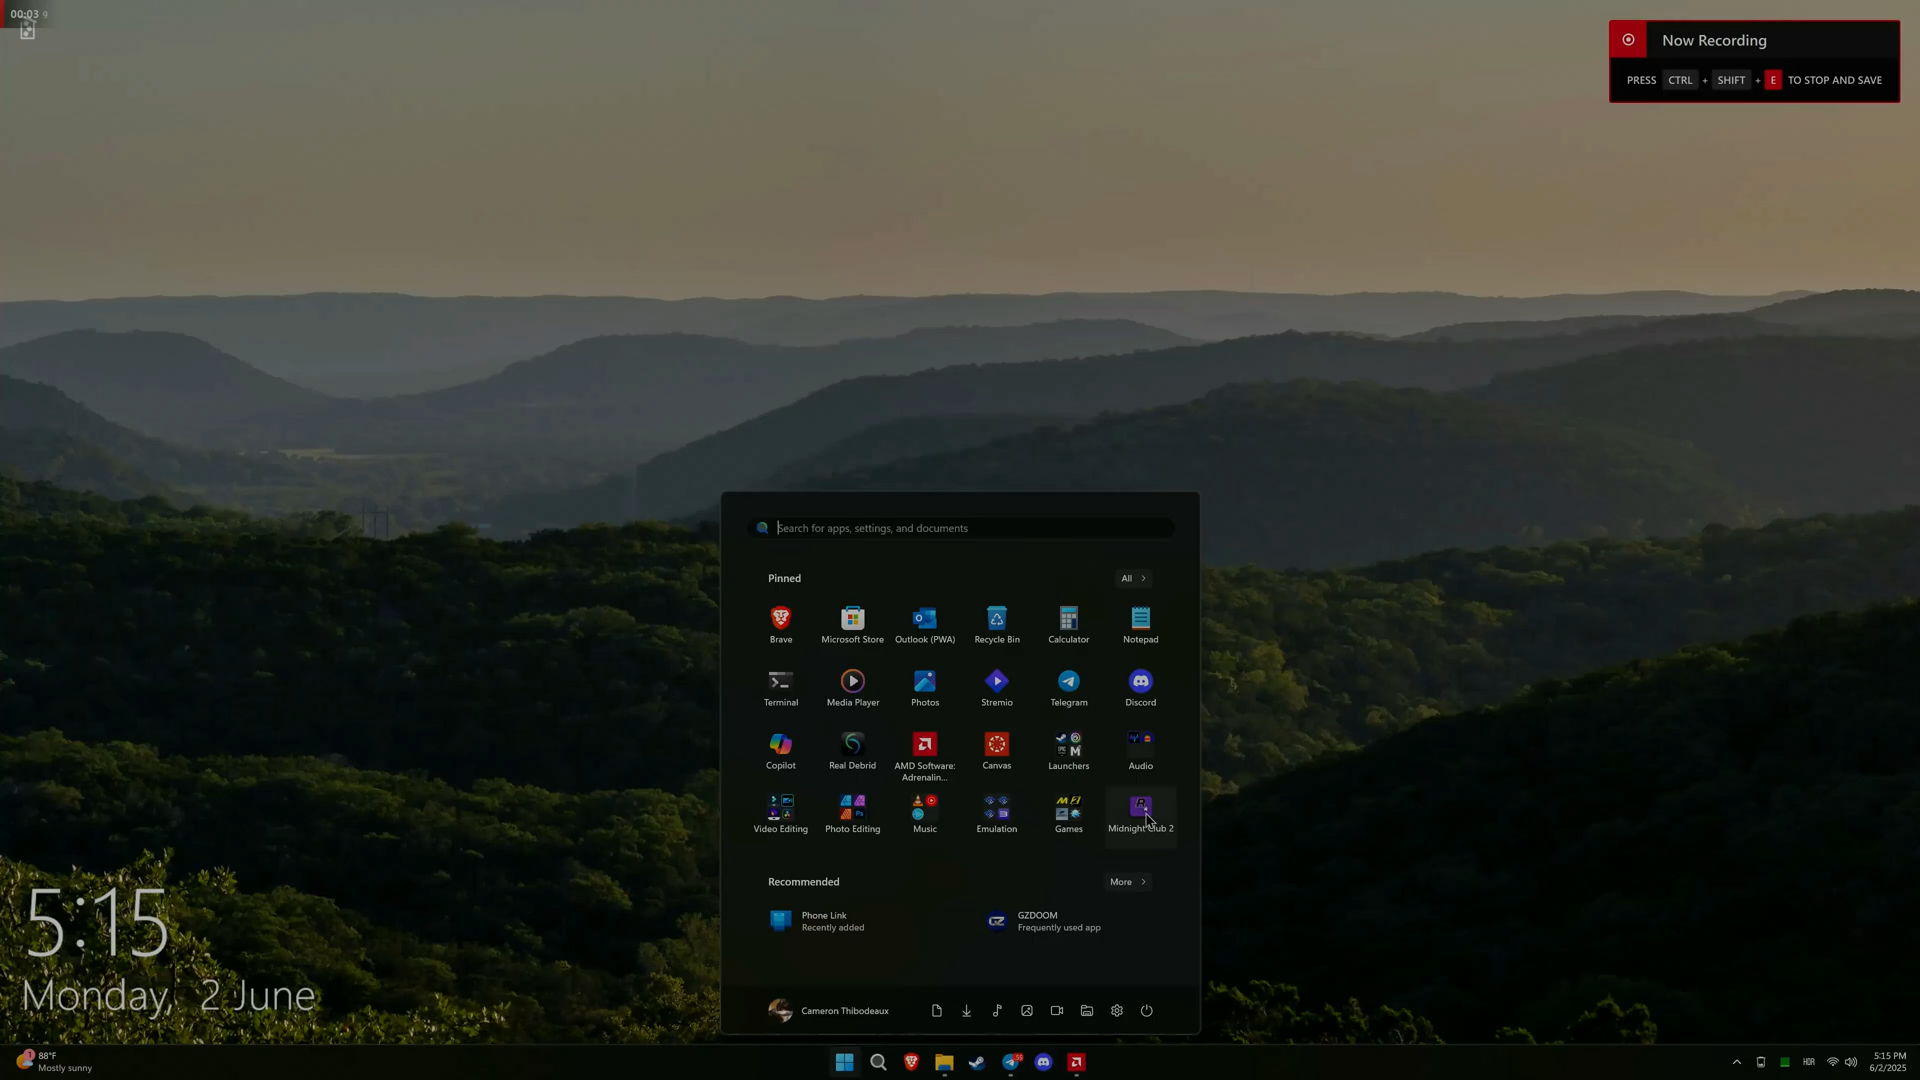 00:03
Now Recording
PRESS CTRL + SHIFT + E TO STOP AND SAVE
Search for apps, settings, and documents
Pinned
All
Brave
Microsoft Store
Outlook (PWA)
Recycle Bin
Calculator
Notepad
Terminal
Media Player
Photos
Stremio
Telegram
Discord
Copilot
Real Debrid
AMD Software:
Adrenalin...
Canvas
Launchers
Audio
Video Editing
Photo Editing
Music
Emulation
Games
Midnight Club 2
Recommended
More
Phone Link
Recently added
GZDOOM
Frequently used app
Cameron Thibodeaux
5:15
Monday, 2 June
1
88°F
Mostly sunny
HDR
5:15 PM
6/2/2025